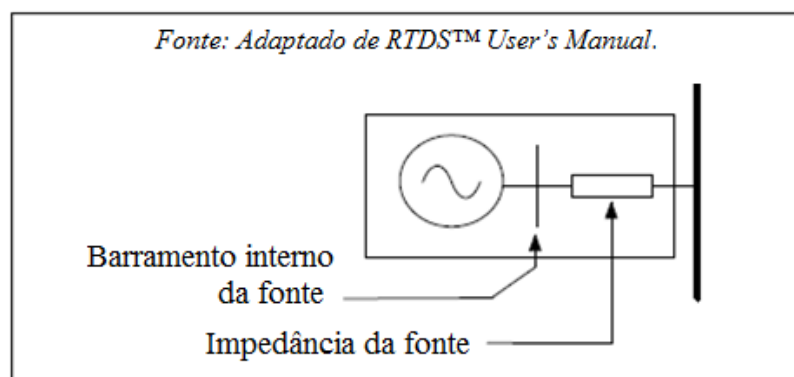 Fonte: Adaptado de RTDS™ User's Manual.
Barramento interno
da fonte
Impedância da fonte